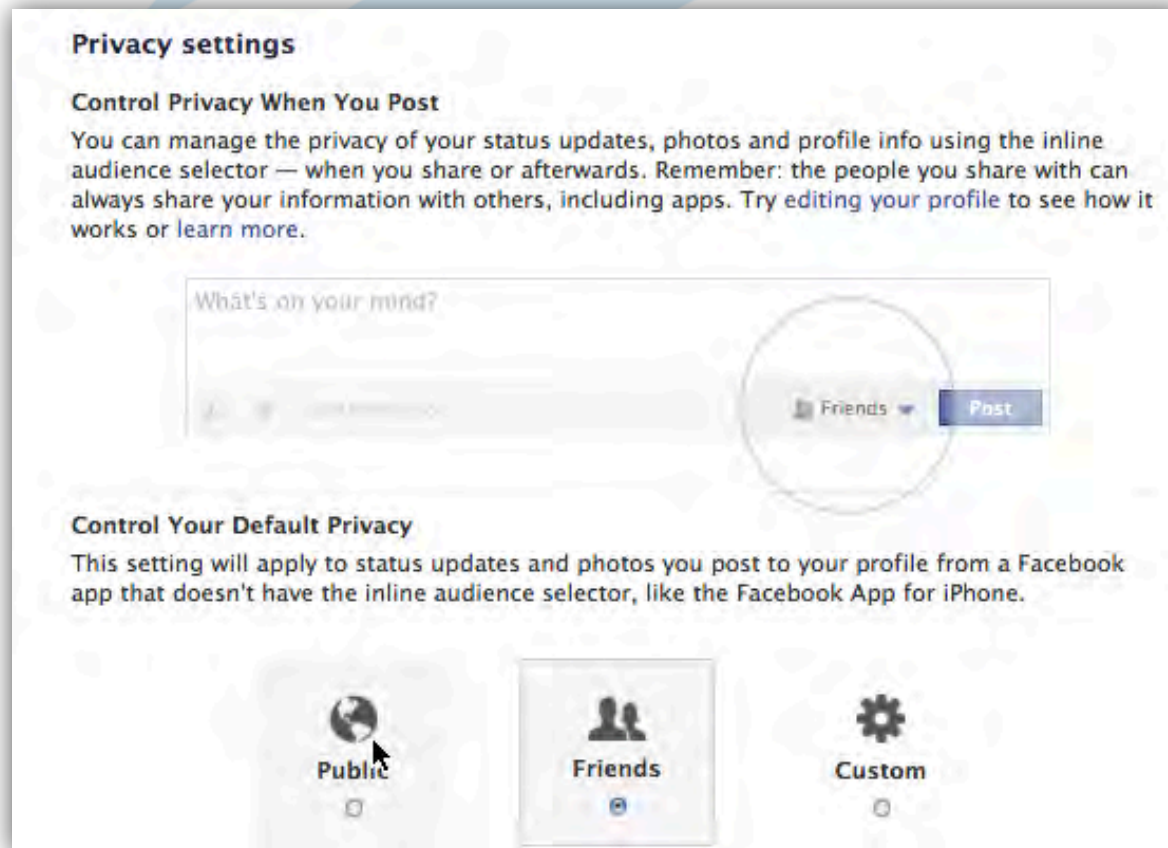 Privacy settings
Control Privacy When You Post
You can manage the privacy of your status updates, photos and profile info using the inline
audience selector — when you share or afterwards. Remember: the people you share with can
always share your information with others, including apps. Try editing your profile to see how it
works or learn more.
What's on your mind?
Friends
Post
Control Your Default Privacy
This setting will apply to status updates and photos you post to your profile from a Facebook
app that doesn't have the inline audience selector, like the Facebook App for iPhone.
Public
Friends
Custom